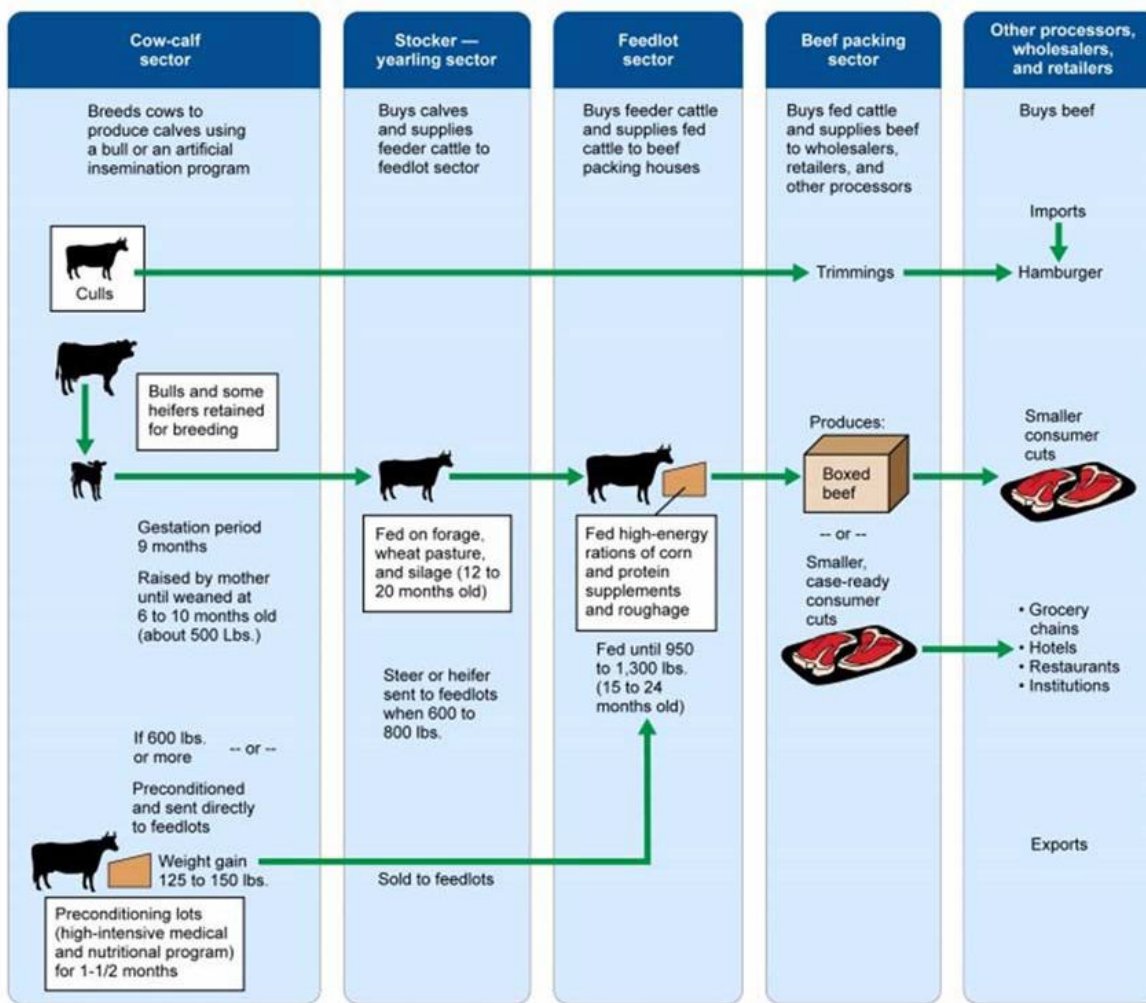 Cow-calf
sector
Breeds cows to
produce calves using
a bull or an artificial
insemination program
Culls
Bulls and some
heifers retained
for breeding
Gestation period
9 months
Raised by mother
until weaned at
6 to 10 months old
(about 500 Lbs.)
If 600 lbs.
or more
-- or --
Preconditioned
and sent directly
to feedlots
Weight gain
125 to 150 lbs.
Preconditioning lots
(high-intensive medical
and nutritional program)
for 1-1/2 months
Stocker —
yearling sector
Buys calves
and supplies
feeder cattle to
feedlot sector
Fed on forage,
wheat pasture,
and silage (12 to
20 months old)
Steer or heifer
sent to feedlots
when 600 to
800 lbs.
Sold to feedlots
Feedlot
sector
Buys feeder cattle
and supplies fed
cattle to beef
packing houses
Fed high-energy
rations of corn
and protein
supplements
and roughage
Fed until 950
to 1,300 lbs.
(15 to 24
months old)
Beef packing
sector
Buys fed cattle
and supplies beef
to wholesalers,
retailers, and
other processors
Trimmings
Produces:
Boxed
beef
-- or --
Smaller,
case-ready
consumer
cuts
Other processors,
wholesalers,
and retailers
Buys beef
Imports
Hamburger
Smaller
consumer
cuts
• Grocery
chains
• Hotels
• Restaurants
• Institutions
Exports